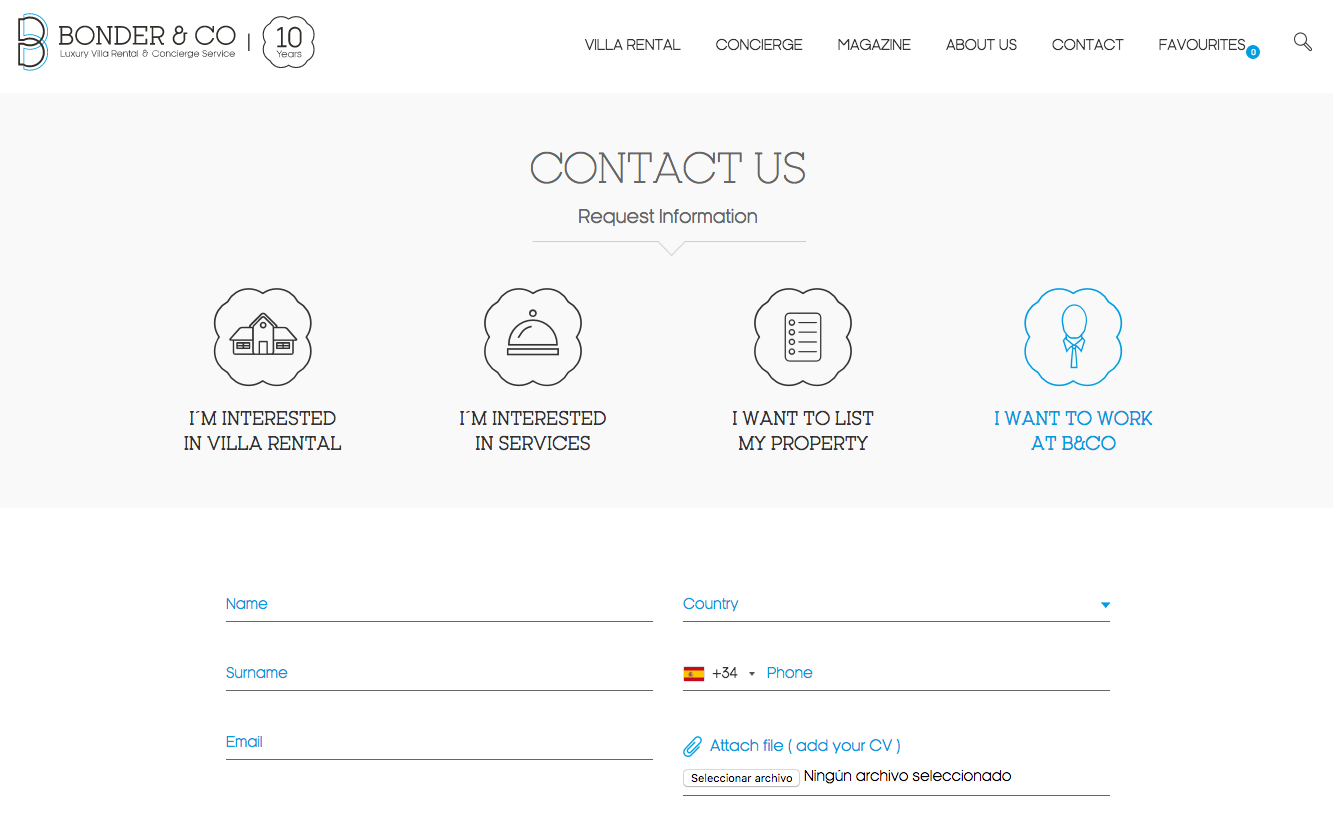 BONDER & CO
Luxury Villa Rental & Concierge Service
10
Years
VILLA RENTAL
CONCIERGE
MAGAZINE
ABOUT US
CONTACT
FAVOURITES
0
CONTACT US
Request Information
I´M INTERESTED
IN VILLA RENTAL
I´M INTERESTED
IN SERVICES
I WANT TO LIST
MY PROPERTY
I WANT TO WORK
AT B&CO
Name
Country
Surname
+34
Phone
Email
Attach file ( add your CV )
Seleccionar archivo
Ningún archivo seleccionado